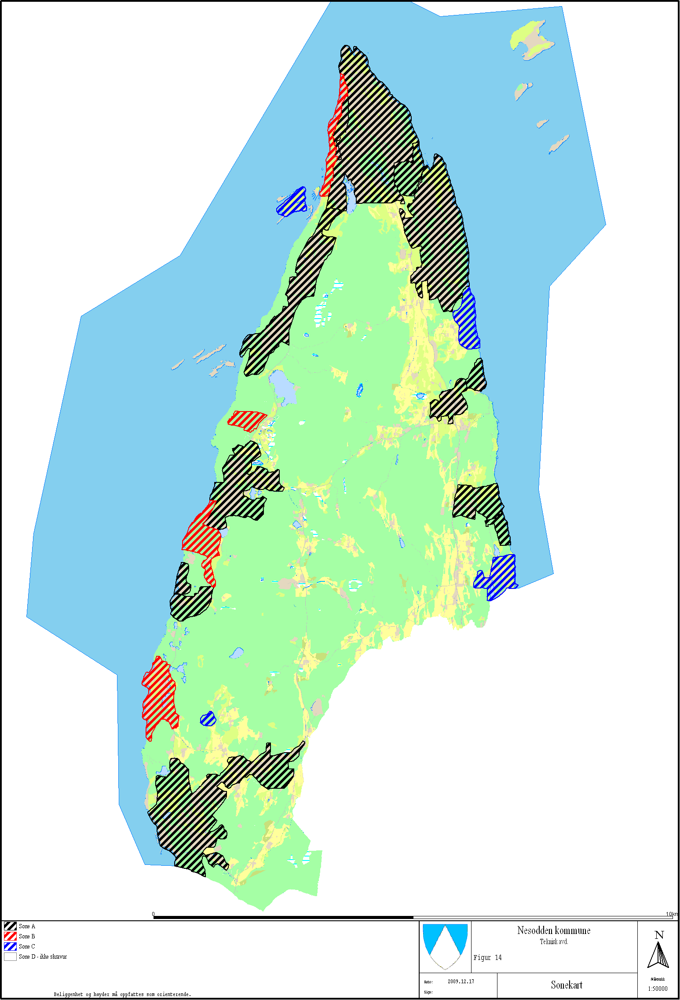 0
10km
Sone A
Sone B
Sone C
Sone D - ikke skravur
Beliggenhet og høyder må oppfattes som orienterende.
Nesodden kommune
Teknisk avd.
Figur 14
Dato: 2009.12.17
Sign:
Sonekart
N
Målestokk
1:50000